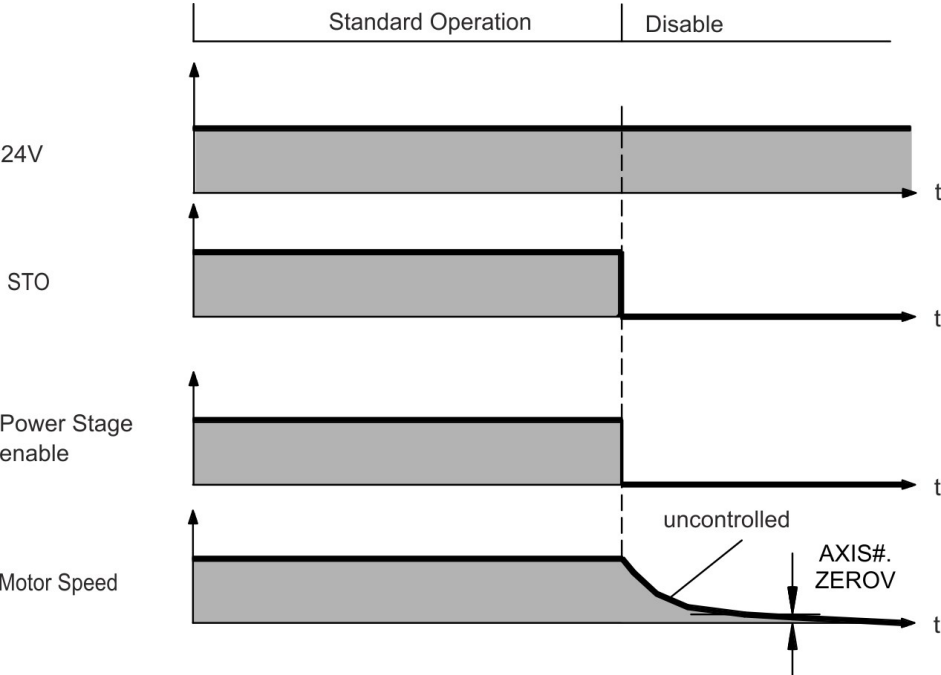 Standard Operation
Disable
24V
t
STO
t
Power Stage
enable
t
uncontrolled
AXIS#.
ZEROV
Motor Speed
t